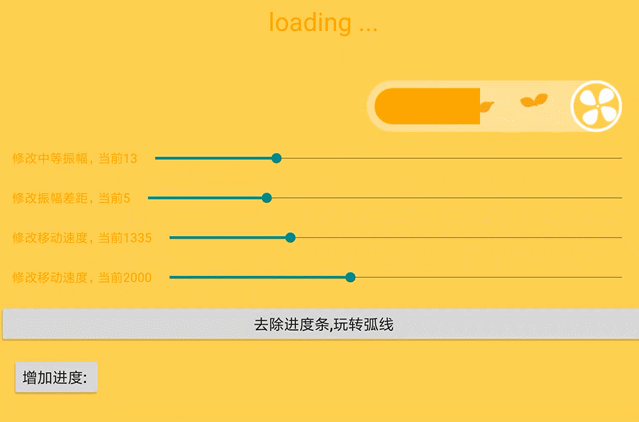 loading ...
修改中等振幅，当前13
修改振幅差距，当前5
修改移动速度，当前1335
修改移动速度，当前2000
去除进度条,玩转弧线
增加进度: